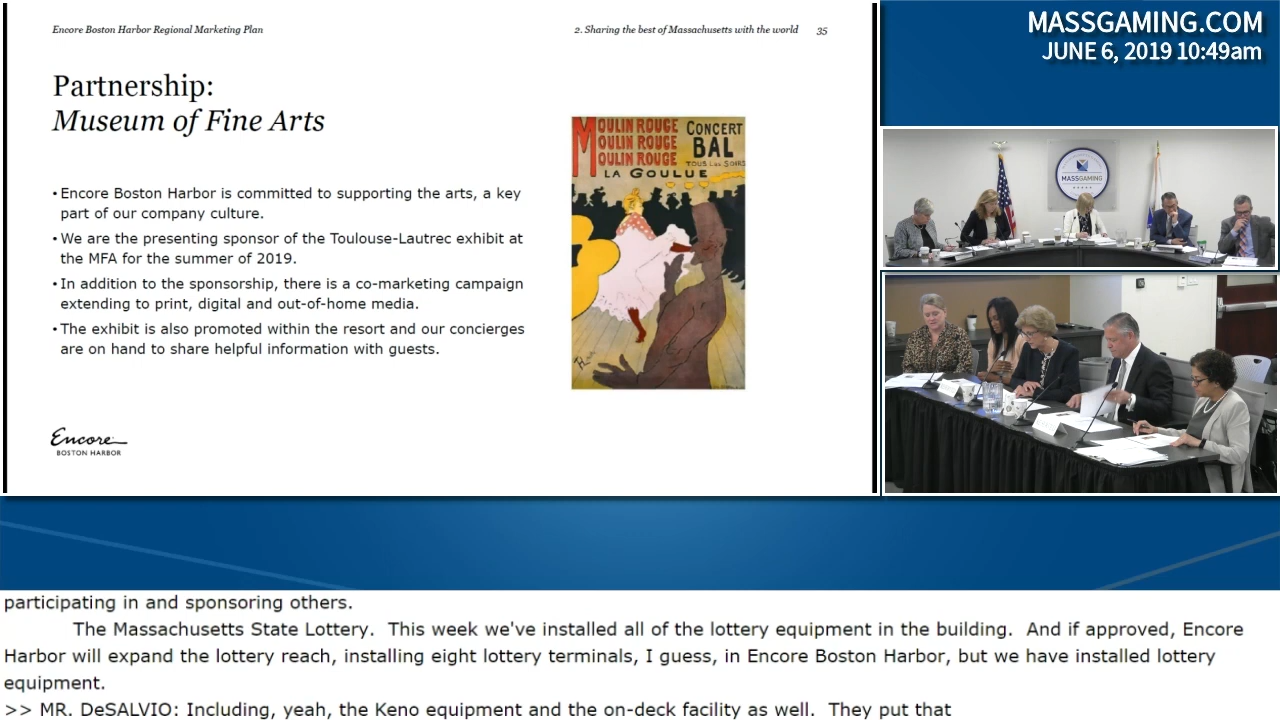 Encore Boston Harbor Regional Marketing Plan
2. Sharing the best of Massachusetts with the world 35
Partnership:
Museum of Fine Arts
• Encore Boston Harbor is committed to supporting the arts, a key
part of our company culture.
• We are the presenting sponsor of the Toulouse-Lautrec exhibit at
the MFA for the summer of 2019.
• In addition to the sponsorship, there is a co-marketing campaign
extending to print, digital and out-of-home media.
• The exhibit is also promoted within the resort and our concierges
are on hand to share helpful information with guests.
MOULIN ROUGE CONCERT
MOULIN ROUGE BAL
MOULIN ROUGE TOUS LES SOIRS
LA GOULUE
Encore
BOSTON HARBOR
MASSGAMING.COM
JUNE 6, 2019 10:49am
MASSGAMING
participating in and sponsoring others.
The Massachusetts State Lottery. This week we've installed all of the lottery equipment in the building. And if approved, Encore
Harbor will expand the lottery reach, installing eight lottery terminals, I guess, in Encore Boston Harbor, but we have installed lottery
equipment.
>> MR. DeSALVIO: Including, yeah, the Keno equipment and the on-deck facility as well. They put that